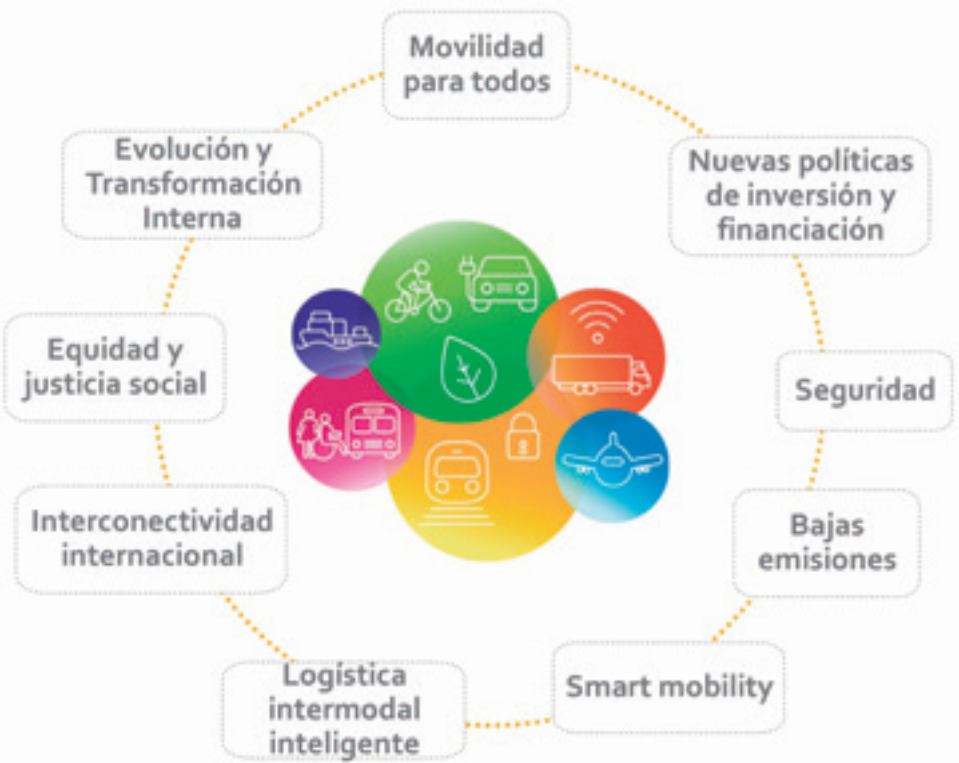 Movilidad
para todos
Nuevas políticas
de inversión y
financiación
Seguridad
Bajas
emisiones
Smart mobility
Logística
intermodal
inteligente
Interconectividad
internacional
Equidad y
justicia social
Evolución y
Transformación
Interna